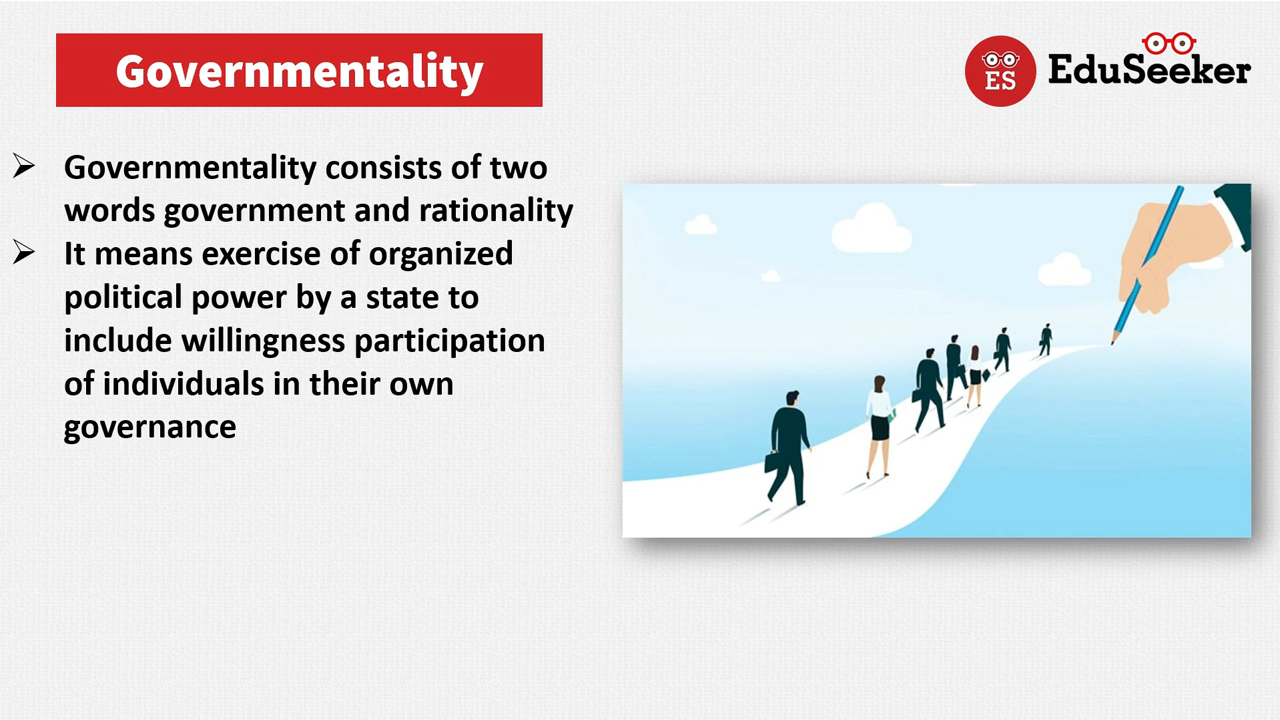 Governmentality
ES
EduSeeker
➢ Governmentality consists of two
words government and rationality
➢ It means exercise of organized
political power by a state to
include willingness participation
of individuals in their own
governance